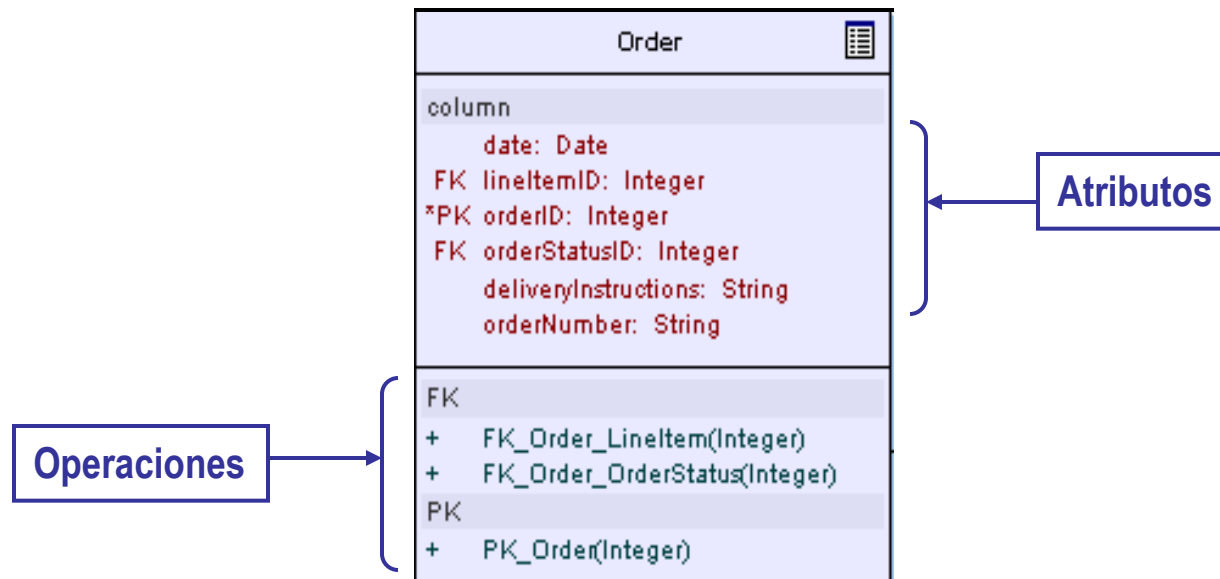 Order
column
date: Date
FK lineItemID: Integer
*PK orderID: Integer
FK orderStatusID: Integer
deliveryInstructions: String
orderNumber: String
Atributos
FK
+ FK_Order_LineItem(Integer)
+ FK_Order_OrderStatus(Integer)
PK
+ PK_Order(Integer)
Operaciones